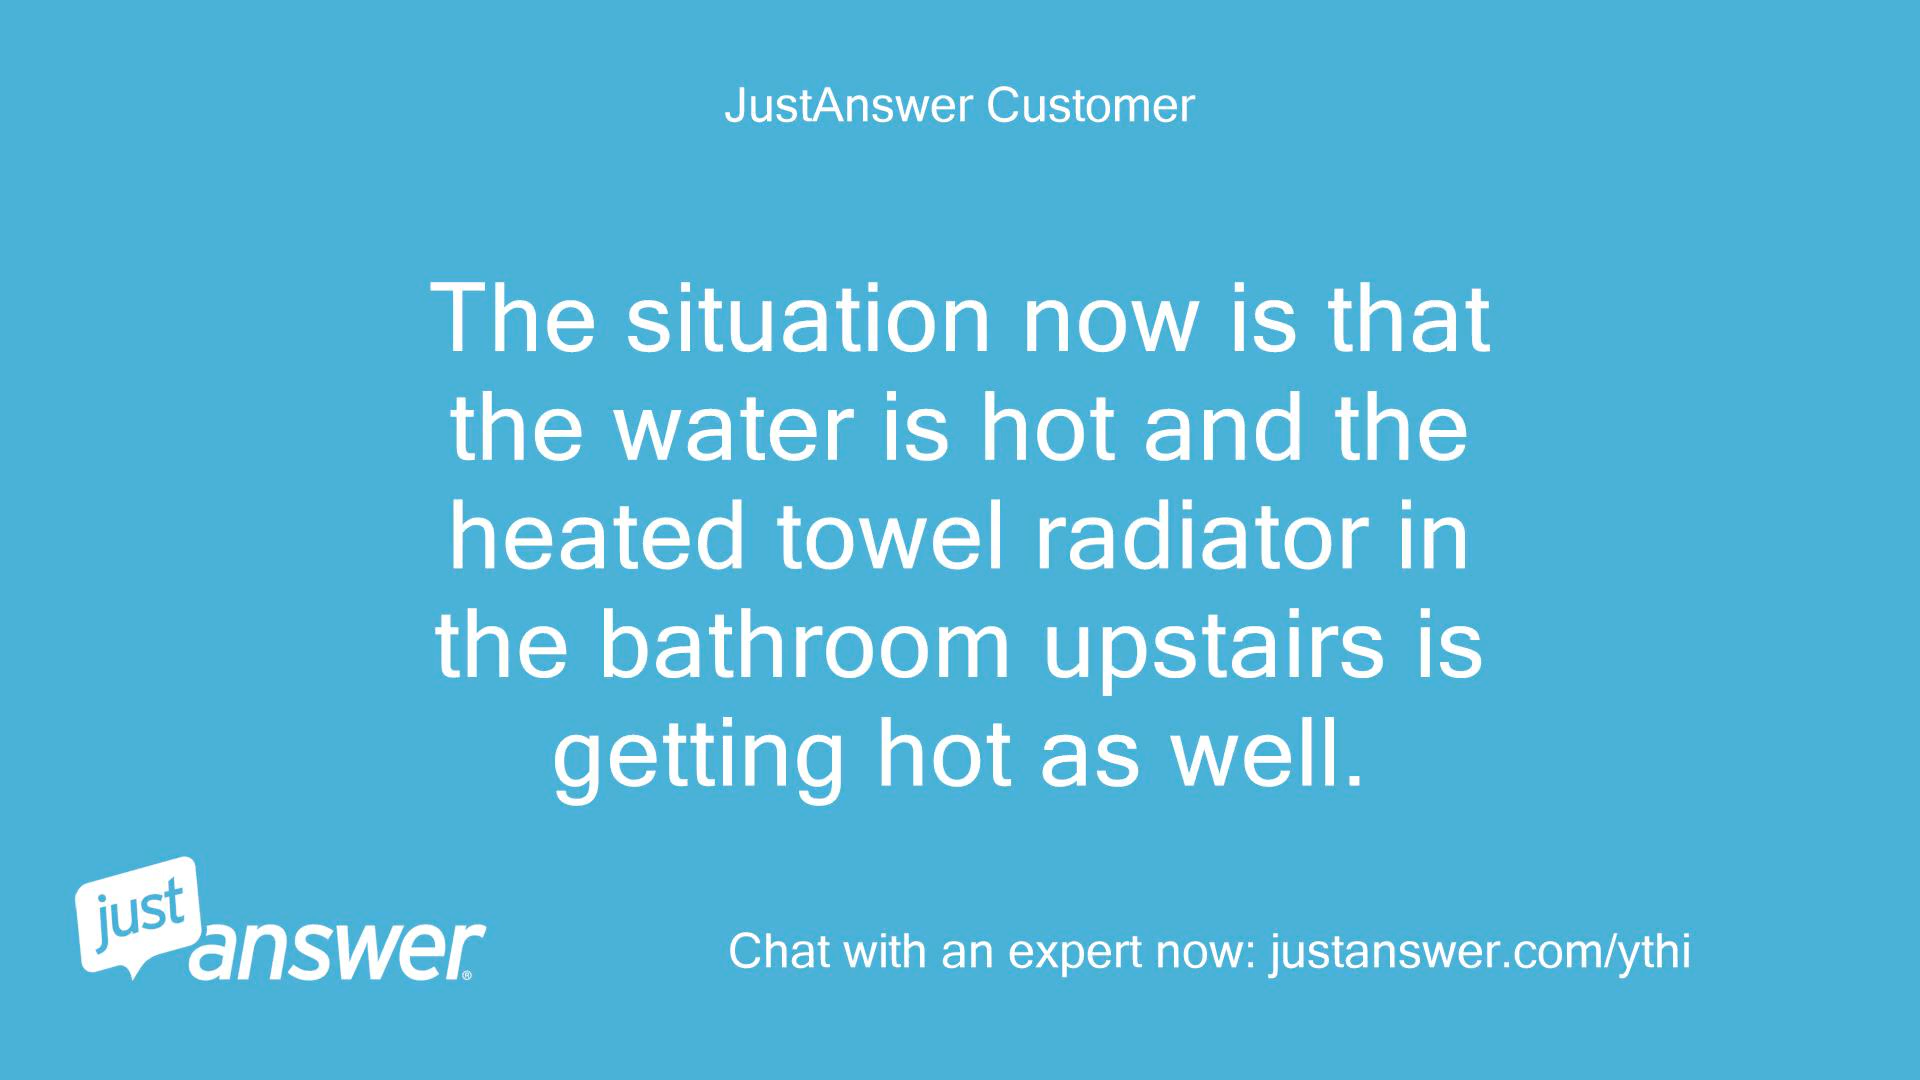 JustAnswer Customer
The situation now is that
the water is hot and the
heated towel radiator in
the bathroom upstairs is
getting hot as well.
just
answer®
Chat with an expert now: justanswer.com/ythi